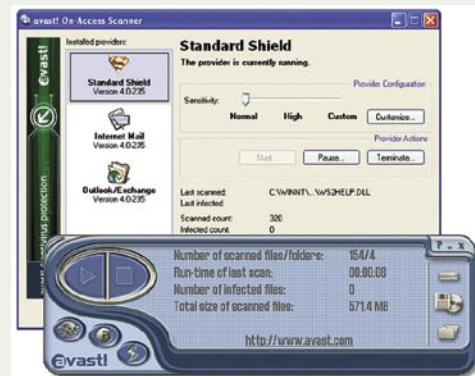 avast! On-Access Scanner
Installed providers:
Standard Shield
Version 4.0-235
Internet Mail
Version 4.0-235
Outlook/Exchange
Version 4.0-235
avast!
virus protection
Standard Shield
The provider is currently running.
Provider Configuration
Sensitivity:
Normal High Custom Customize...
Provider Actions
Start... Pause... Terminate...
Last scanned: C:\WINNT\...\WS2HELP.DLL
Last infected:
Scanned count: 320
Infected count: 0
? - x
Number of scanned files/folders: 154/4
Run-time of last scan: 00:00:08
Number of infected files: 0
Total size of scanned files: 571.4 MB
http://www.avast.com
avast!